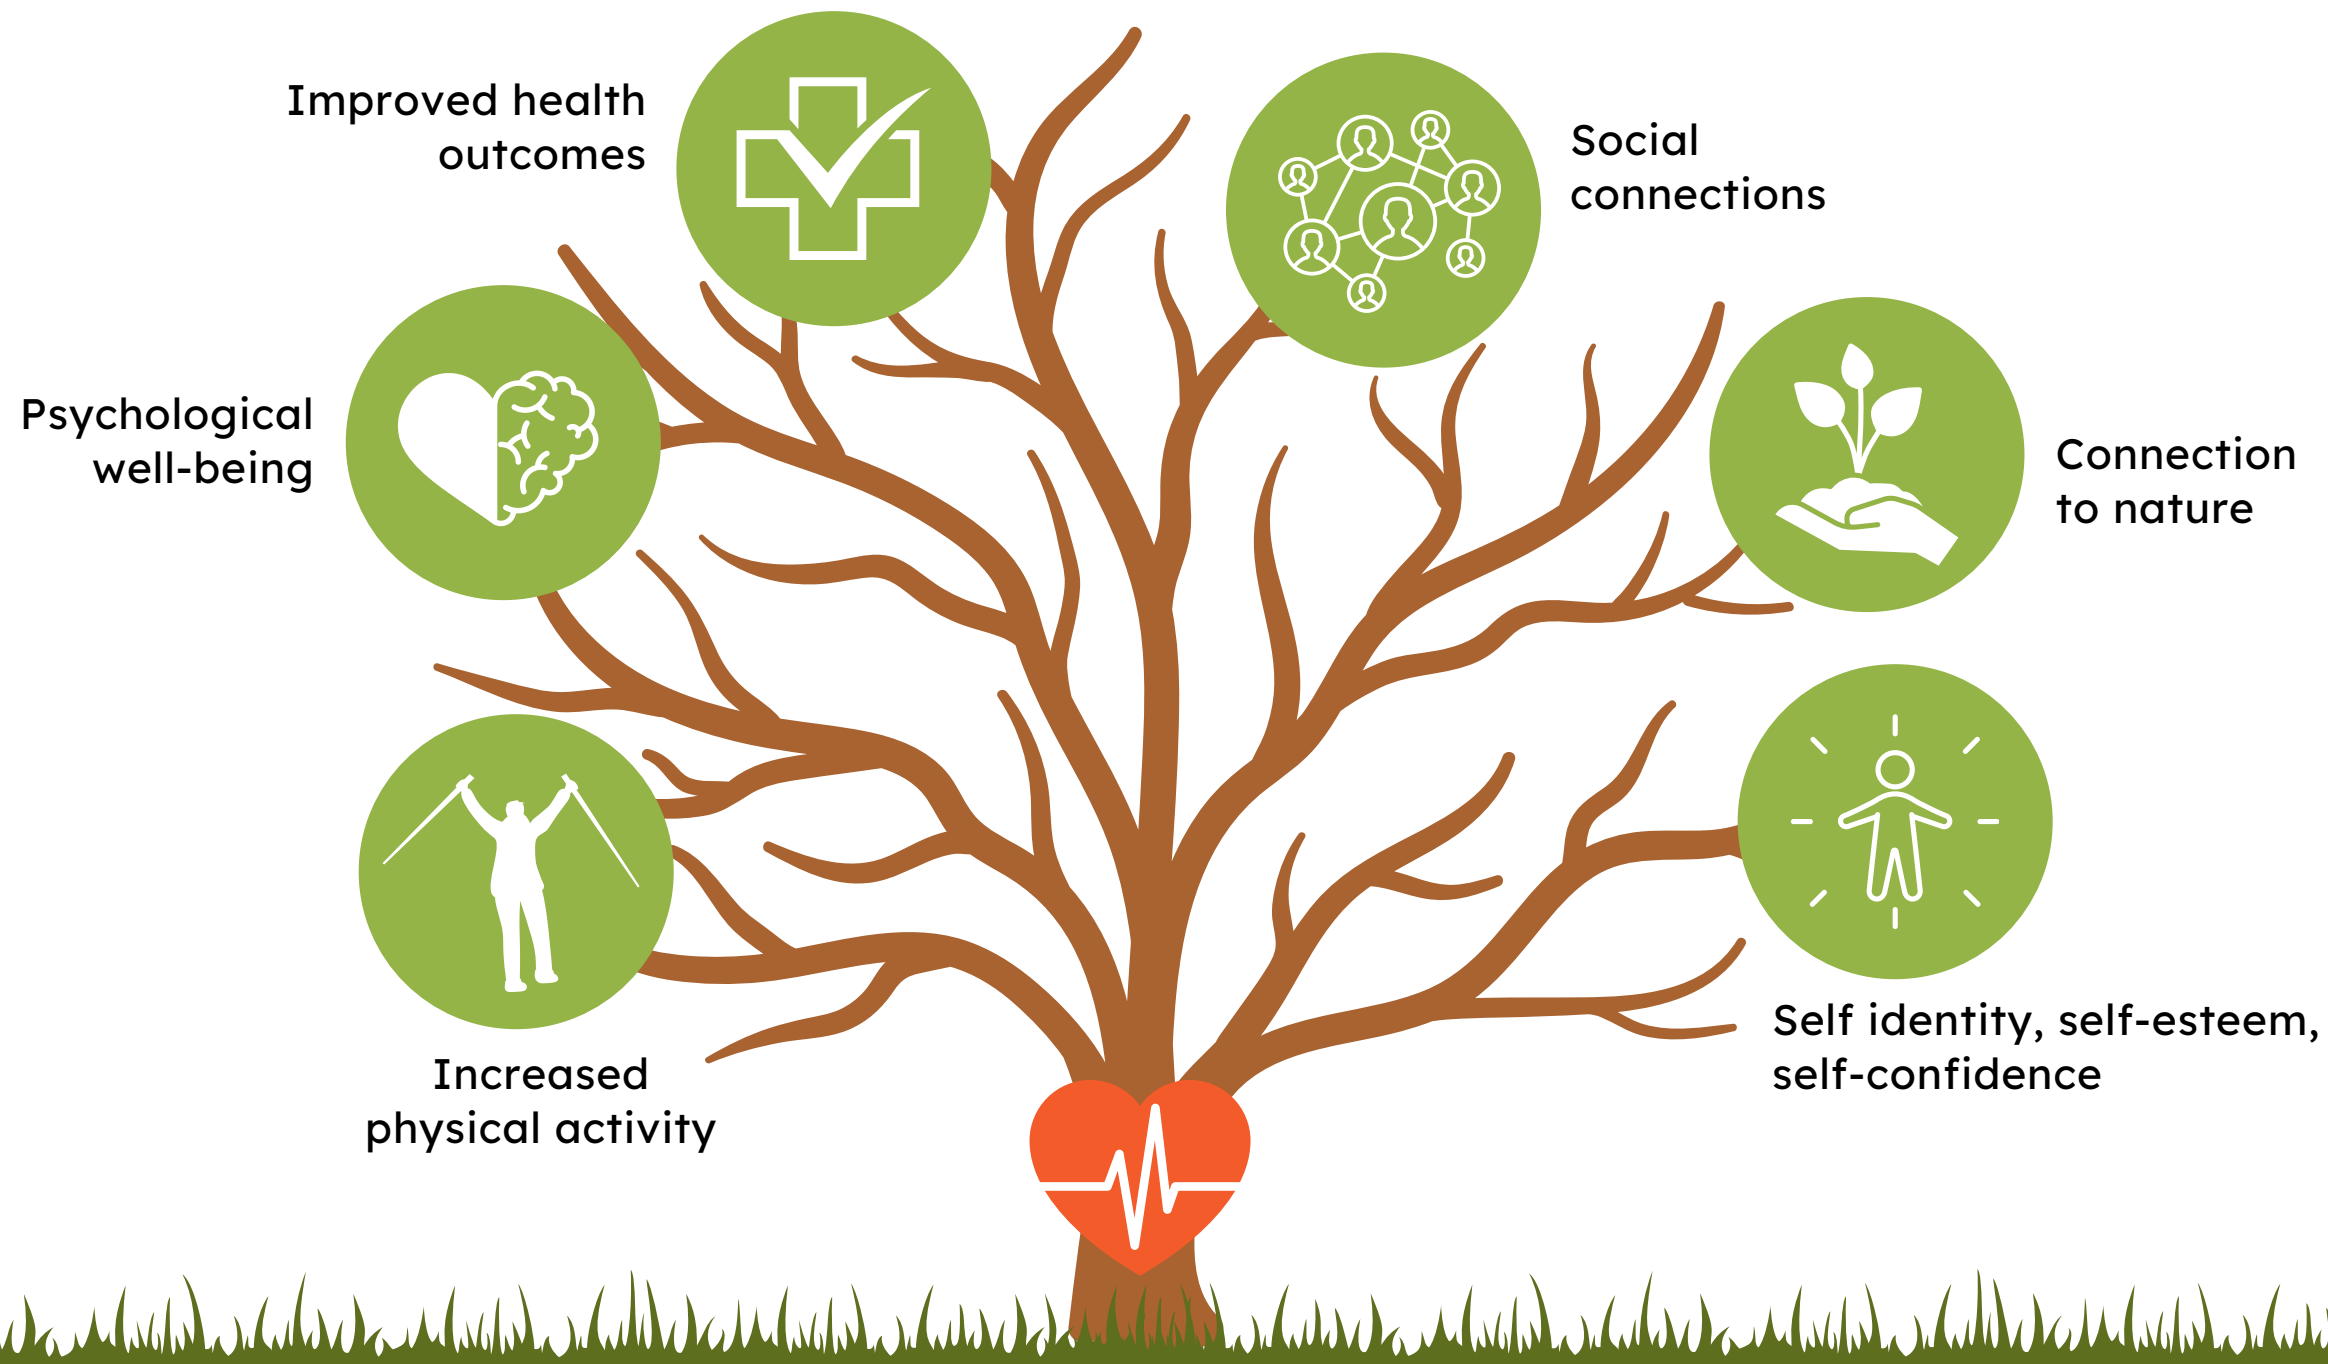 Improved health
outcomes
Social
connections
Psychological
well-being
Connection
to nature
Self identity, self-esteem,
self-confidence
Increased
physical activity